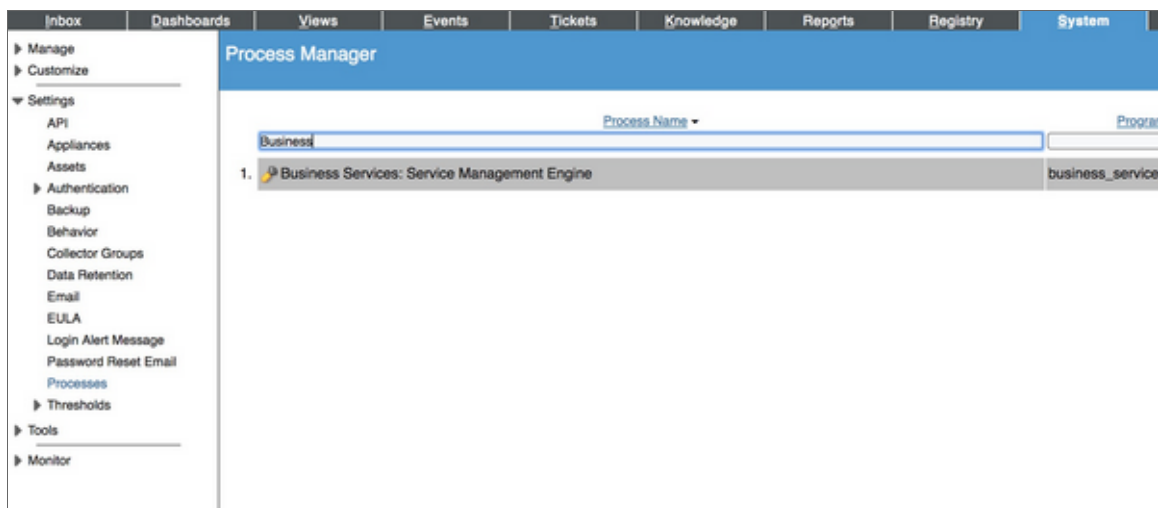 Inbox Dashboards Views Events Tickets Knowledge Reports Registry System
Manage
Customize
Settings
API
Appliances
Assets
Authentication
Backup
Behavior
Collector Groups
Data Retention
Email
EULA
Login Alert Message
Password Reset Email
Processes
Thresholds
Tools
Monitor
Process Manager
Process Name Progra
Business
1. Business Services: Service Management Engine business_service